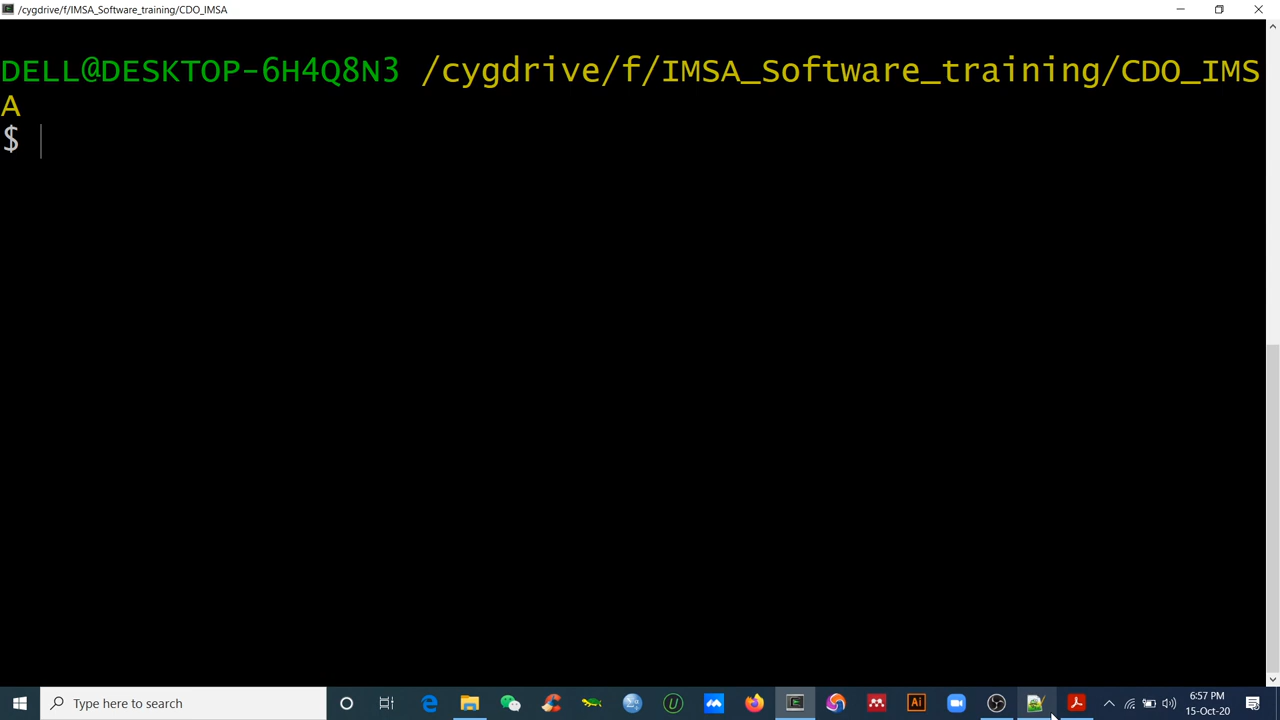 /cygdrive/f/IMSA_Software_training/CDO_IMSA
DELL@DESKTOP-6H4Q8N3 /cygdrive/f/IMSA_Software_training/CDO_IMS
A
$
Type here to search
Ai
6:57 PM
15-Oct-20